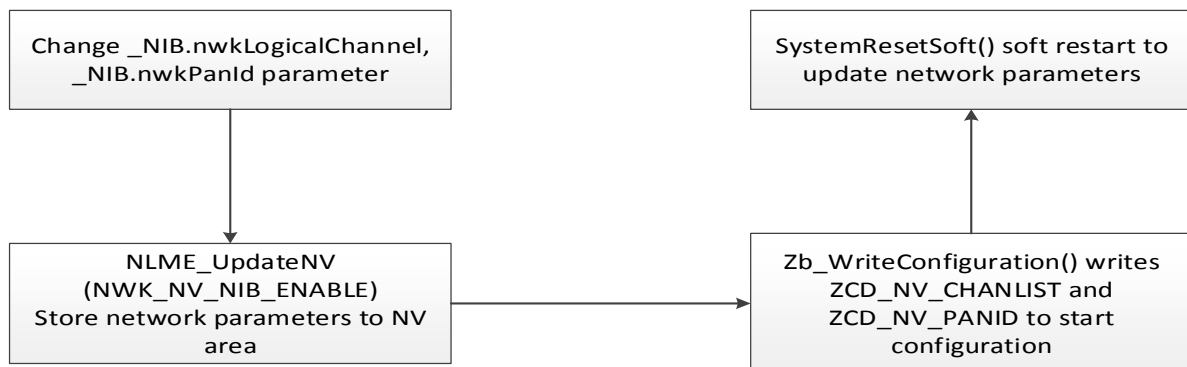 Change _NIB.nwkLogicalChannel,
_NIB.nwkPanId parameter
NLME_UpdateNV
(NWK_NV_NIB_ENABLE)
Store network parameters to NV
area
Zb_WriteConfiguration() writes
ZCD_NV_CHANLIST and
ZCD_NV_PANID to start
configuration
SystemResetSoft() soft restart to
update network parameters